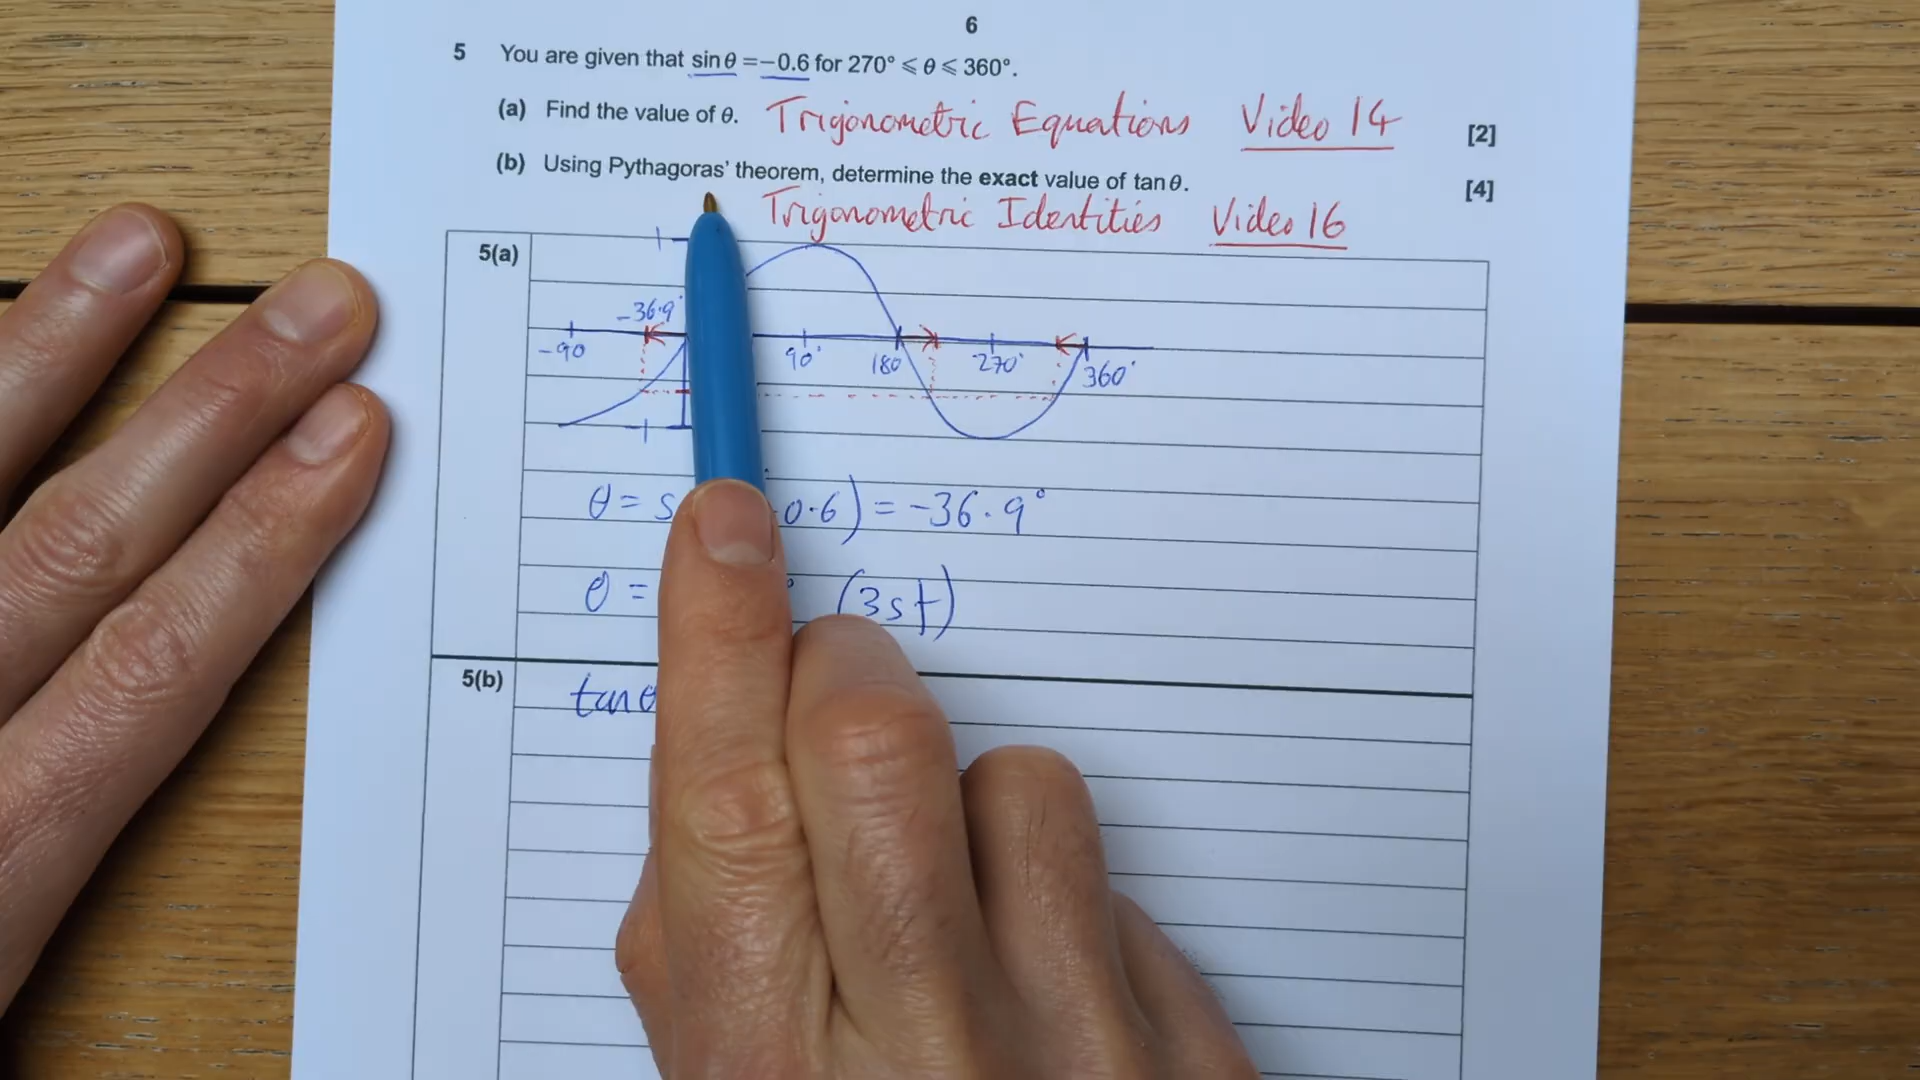 6
5 You are given that sin θ = −0.6 for 270° ⩽ θ ⩽ 360°.
(a) Find the value of θ. Trigonometric Equations Video 14 [2]
(b) Using Pythagoras' theorem, determine the exact value of tan θ. [4]
Trigonometric Identities Video 16
5(a)
1
-36.9°
-90 90° 180 270° 360°
-1
θ = s 0.6) = -36.9°
θ = ° (3sf)
5(b) tan θ